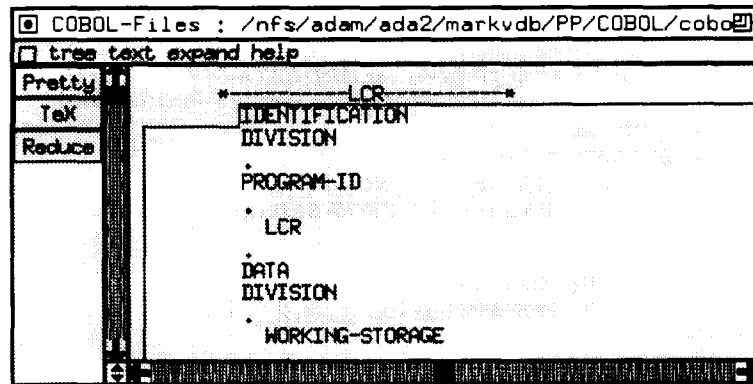 COBOL-Files : /nfs/adam/ada2/markvdb/PP/COBOL/cobo
tree text expand help
Pretty
TeX
Reduce
*----------LCR----------*
IDENTIFICATION
DIVISION
.
PROGRAM-ID
.
LCR
.
DATA
DIVISION
.
WORKING-STORAGE